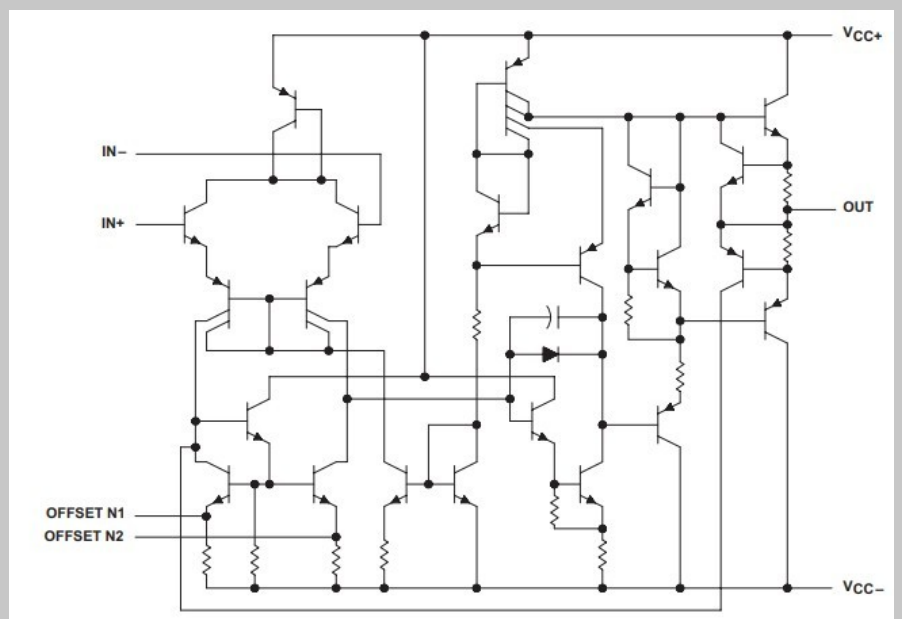 VCC+
IN−
IN+
OUT
OFFSET N1
OFFSET N2
VCC−